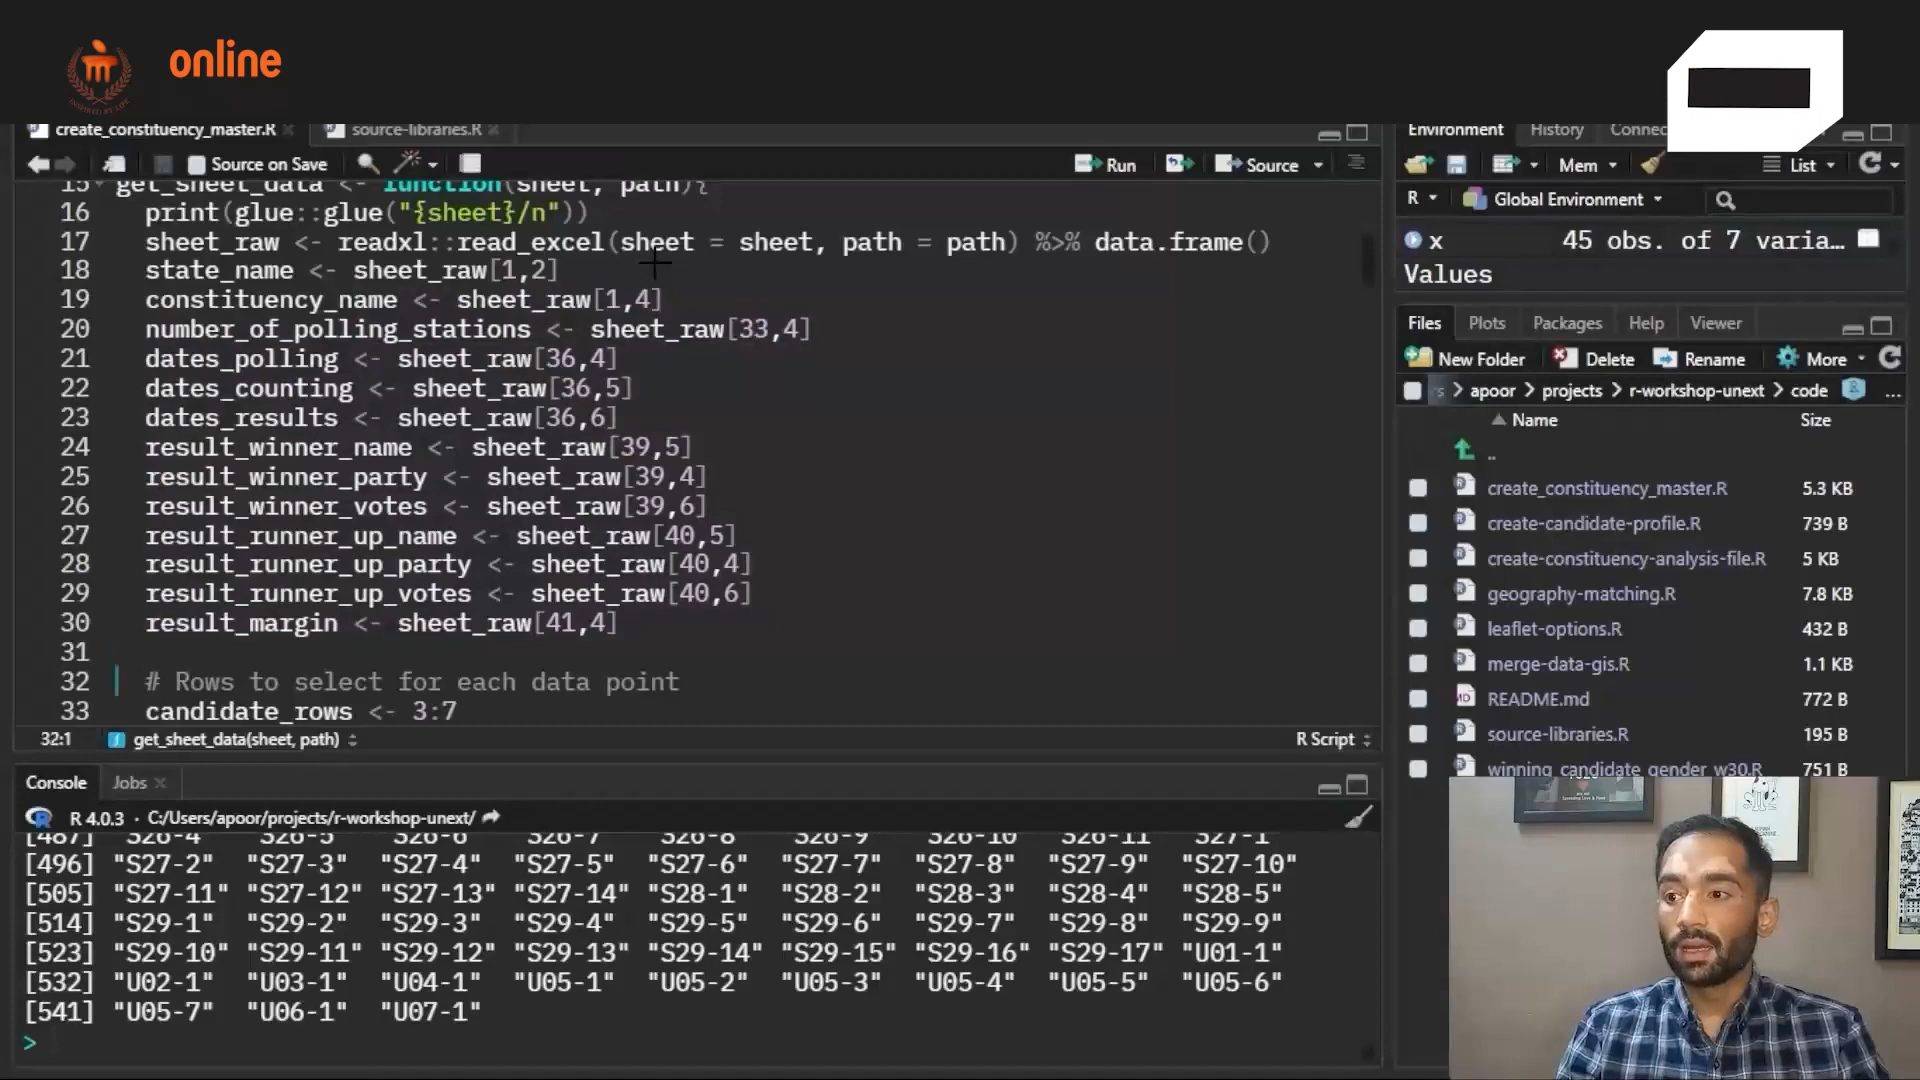 online
INSPIRED BY LIFE
create_constituency_master.R
source-libraries.R
Source on Save
Run
Source
15 get_sheet_data <- function(sheet, path){
16 print(glue::glue("{sheet}/n"))
17 sheet_raw <- readxl::read_excel(sheet = sheet, path = path) %>% data.frame()
18 state_name <- sheet_raw[1,2]
19 constituency_name <- sheet_raw[1,4]
20 number_of_polling_stations <- sheet_raw[33,4]
21 dates_polling <- sheet_raw[36,4]
22 dates_counting <- sheet_raw[36,5]
23 dates_results <- sheet_raw[36,6]
24 result_winner_name <- sheet_raw[39,5]
25 result_winner_party <- sheet_raw[39,4]
26 result_winner_votes <- sheet_raw[39,6]
27 result_runner_up_name <- sheet_raw[40,5]
28 result_runner_up_party <- sheet_raw[40,4]
29 result_runner_up_votes <- sheet_raw[40,6]
30 result_margin <- sheet_raw[41,4]
31
32 # Rows to select for each data point
33 candidate_rows <- 3:7
32:1 get_sheet_data(sheet, path) R Script
Console Jobs
R 4.0.3 · C:/Users/apoor/projects/r-workshop-unext/
[487] "S26-4" "S26-5" "S26-6" "S26-7" "S26-8" "S26-9" "S26-10" "S26-11" "S27-1"
[496] "S27-2" "S27-3" "S27-4" "S27-5" "S27-6" "S27-7" "S27-8" "S27-9" "S27-10"
[505] "S27-11" "S27-12" "S27-13" "S27-14" "S28-1" "S28-2" "S28-3" "S28-4" "S28-5"
[514] "S29-1" "S29-2" "S29-3" "S29-4" "S29-5" "S29-6" "S29-7" "S29-8" "S29-9"
[523] "S29-10" "S29-11" "S29-12" "S29-13" "S29-14" "S29-15" "S29-16" "S29-17" "U01-1"
[532] "U02-1" "U03-1" "U04-1" "U05-1" "U05-2" "U05-3" "U05-4" "U05-5" "U05-6"
[541] "U05-7" "U06-1" "U07-1"
>
Environment History Connec
Mem List
R Global Environment
x 45 obs. of 7 varia...
Values
Files Plots Packages Help Viewer
New Folder Delete Rename More
s > apoor > projects > r-workshop-unext > code ...
Name Size
..
create_constituency_master.R 5.3 KB
create-candidate-profile.R 739 B
create-constituency-analysis-file.R 5 KB
geography-matching.R 7.8 KB
leaflet-options.R 432 B
merge-data-gis.R 1.1 KB
README.md 772 B
source-libraries.R 195 B
winning_candidate_gender_w30.R 751 B